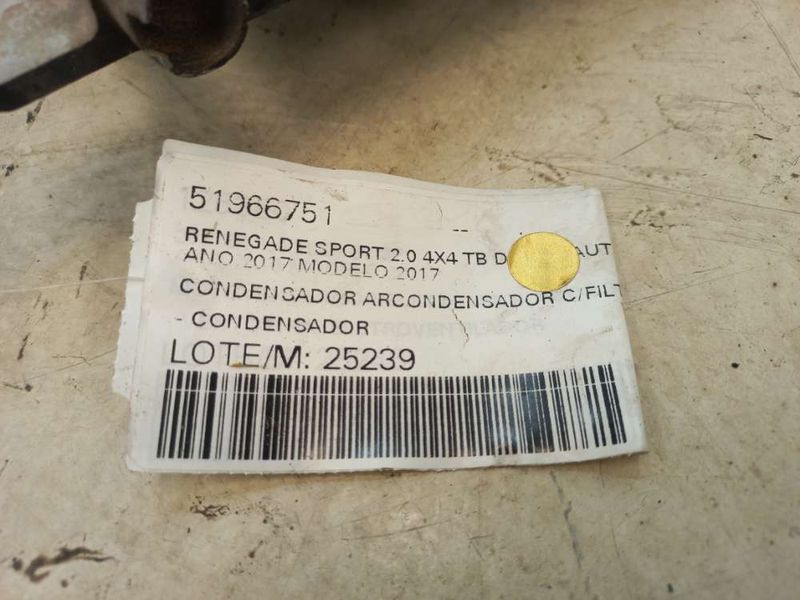 51966751 --
RENEGADE SPORT 2.0 4X4 TB D AUT
ANO 2017 MODELO 2017
CONDENSADOR ARCONDENSADOR C/FILT
- CONDENSADOR
LOTE/M: 25239